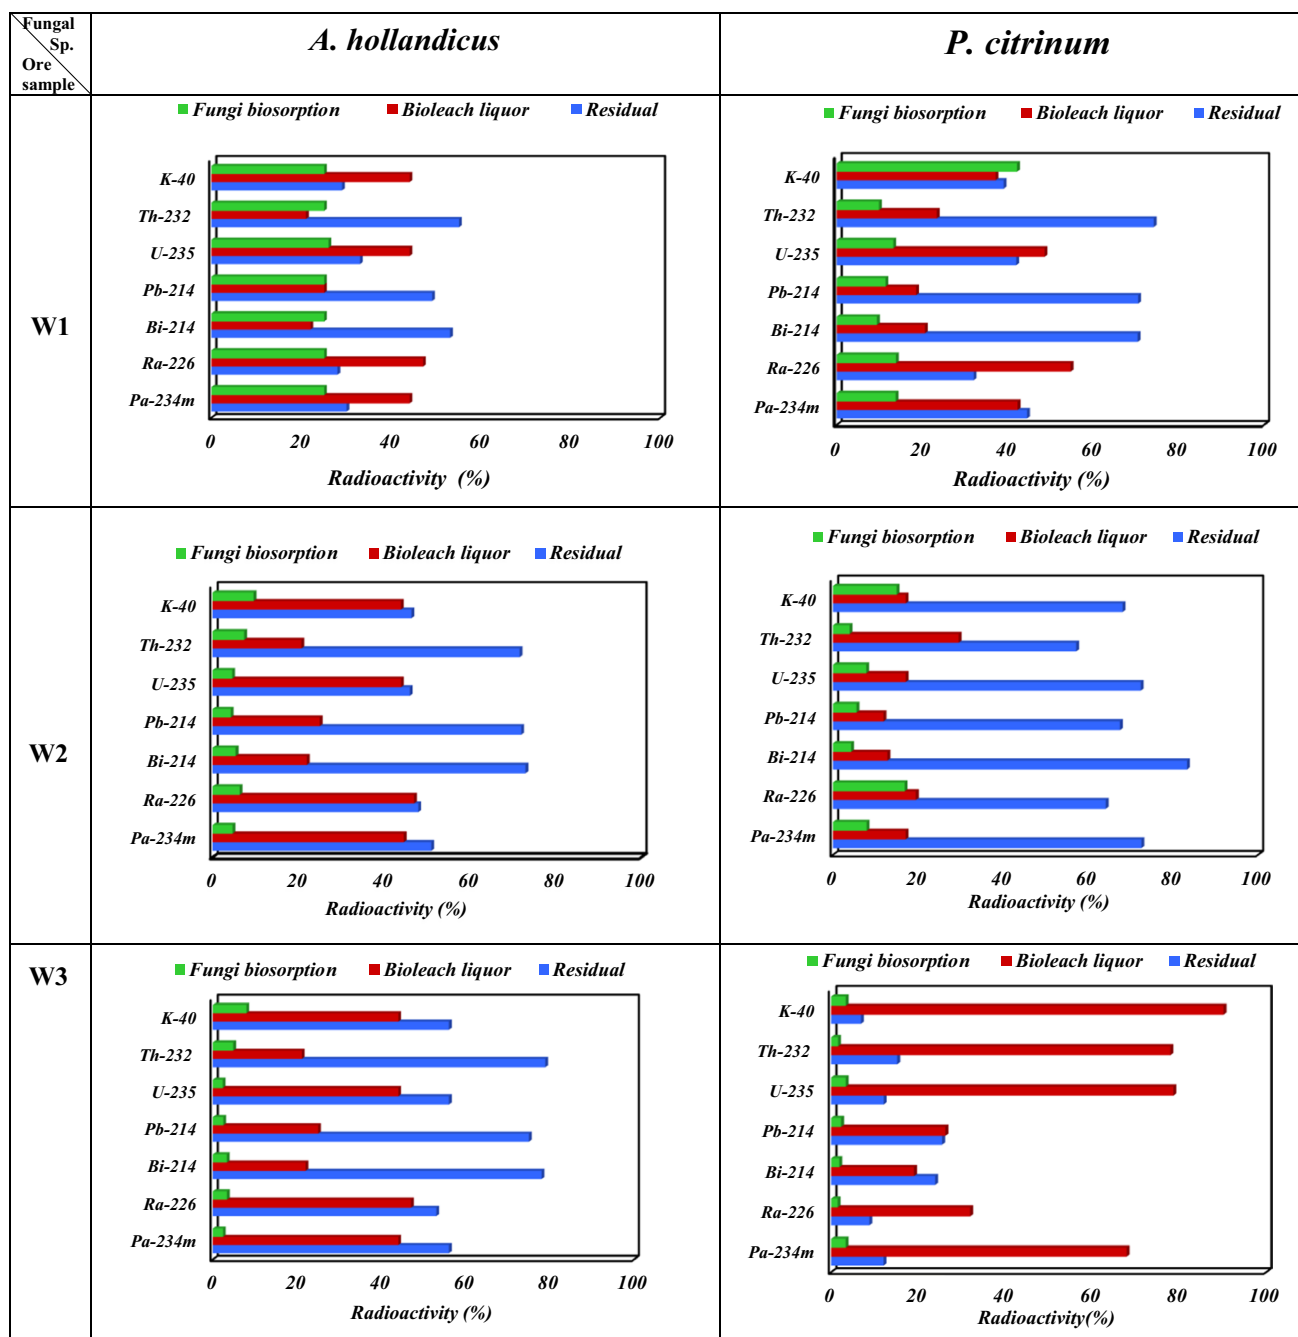 Fungal
Sp.
Ore
sample
A. hollandicus
P. citrinum
W1
Fungi biosorption Bioleach liquor Residual
K-40
Th-232
U-235
Pb-214
Bi-214
Ra-226
Pa-234m
0 20 40 60 80 100
Radioactivity (%)
Fungi biosorption Bioleach liquor Residual
K-40
Th-232
U-235
Pb-214
Bi-214
Ra-226
Pa-234m
0 20 40 60 80 100
Radioactivity (%)
W2
Fungi biosorption Bioleach liquor Residual
K-40
Th-232
U-235
Pb-214
Bi-214
Ra-226
Pa-234m
0 20 40 60 80 100
Radioactivity (%)
Fungi biosorption Bioleach liquor Residual
K-40
Th-232
U-235
Pb-214
Bi-214
Ra-226
Pa-234m
0 20 40 60 80 100
Radioactivity (%)
W3
Fungi biosorption Bioleach liquor Residual
K-40
Th-232
U-235
Pb-214
Bi-214
Ra-226
Pa-234m
0 20 40 60 80 100
Radioactivity (%)
Fungi biosorption Bioleach liquor Residual
K-40
Th-232
U-235
Pb-214
Bi-214
Ra-226
Pa-234m
0 20 40 60 80 100
Radioactivity(%)